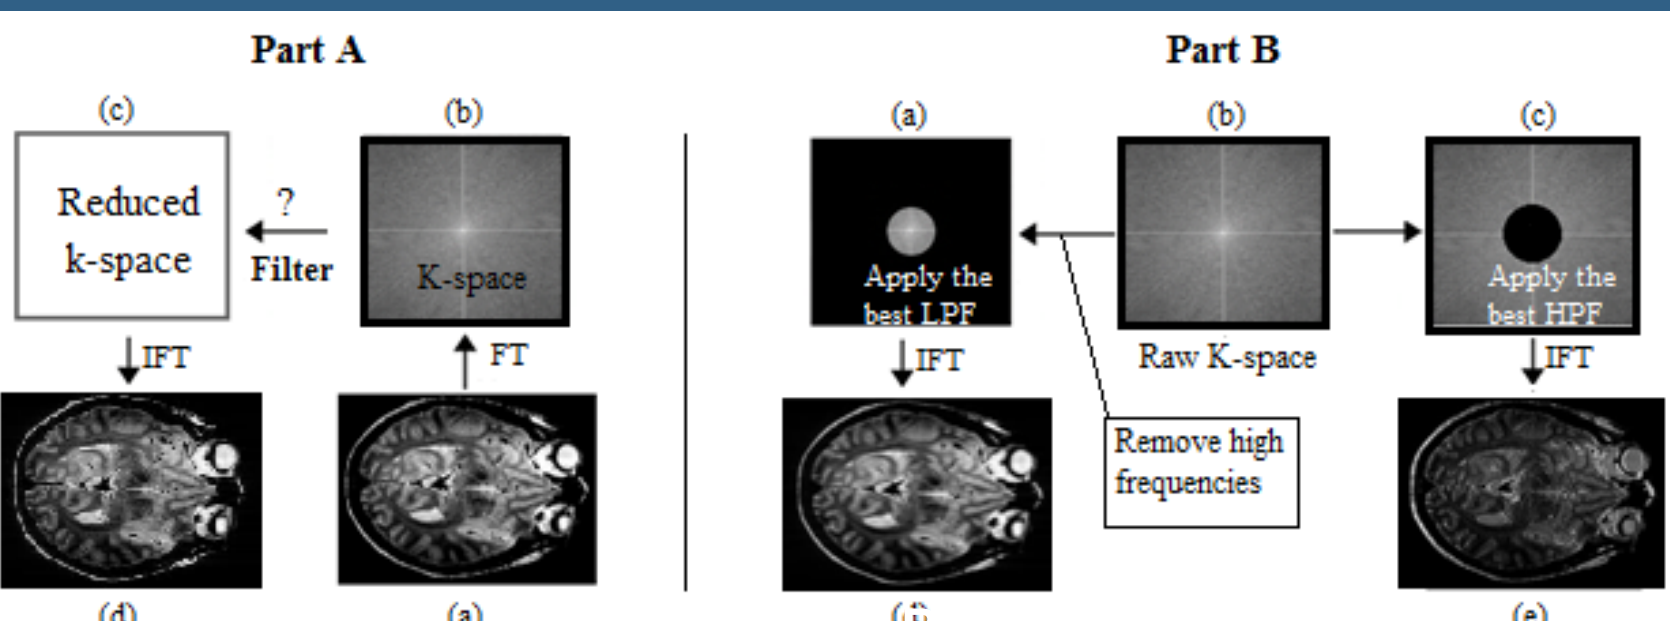 Part A
(c)
(b)
Reduced
k-space
?
Filter
K-space
IFT
FT
(d)
(a)
Part B
(a)
(b)
(c)
Apply the
best LPF
Apply the
best HPF
IFT
Raw K-space
IFT
Remove high
frequencies
(e)